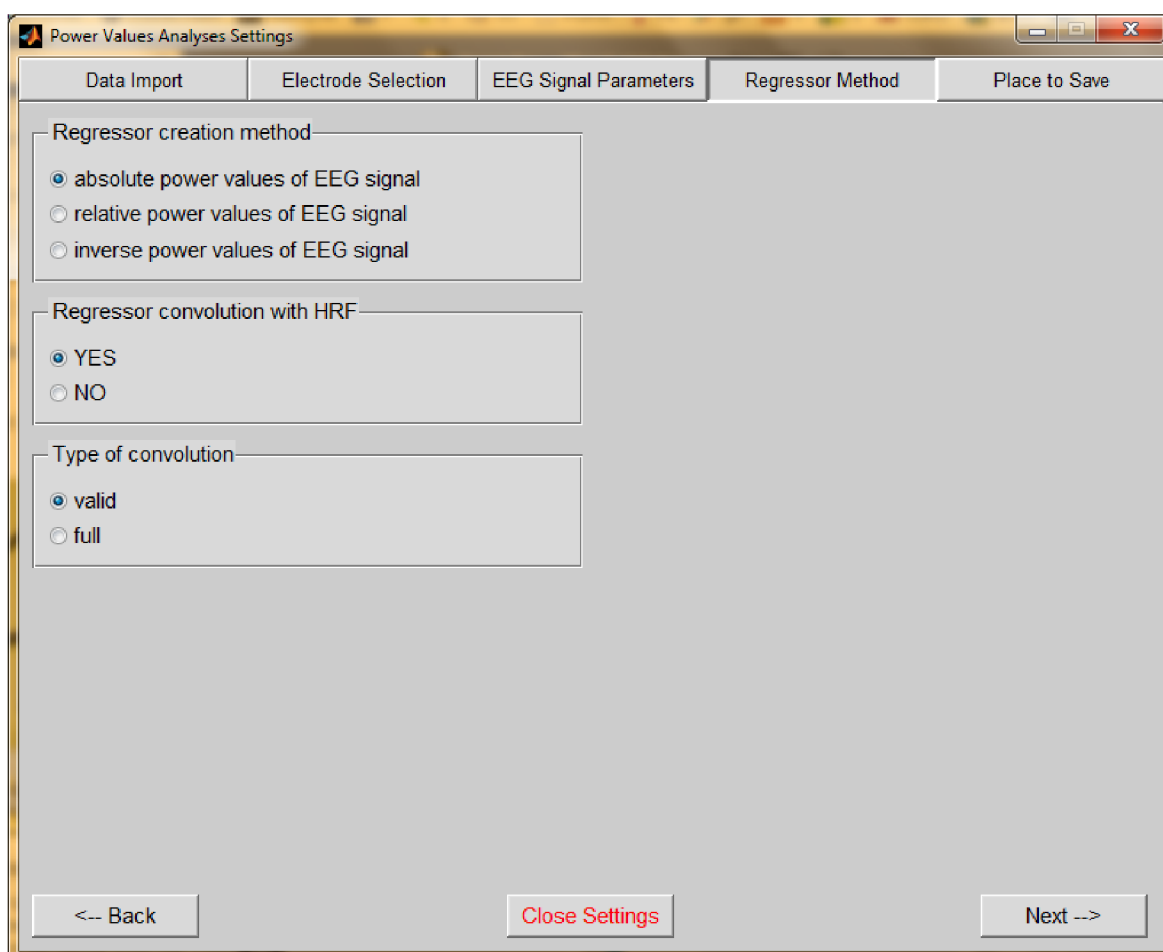 Power Values Analyses Settings
Data Import
Electrode Selection
EEG Signal Parameters
Regressor Method
Place to Save
Regressor creation method
absolute power values of EEG signal
relative power values of EEG signal
inverse power values of EEG signal
Regressor convolution with HRF
YES
NO
Type of convolution
valid
full
<-- Back
Close Settings
Next -->